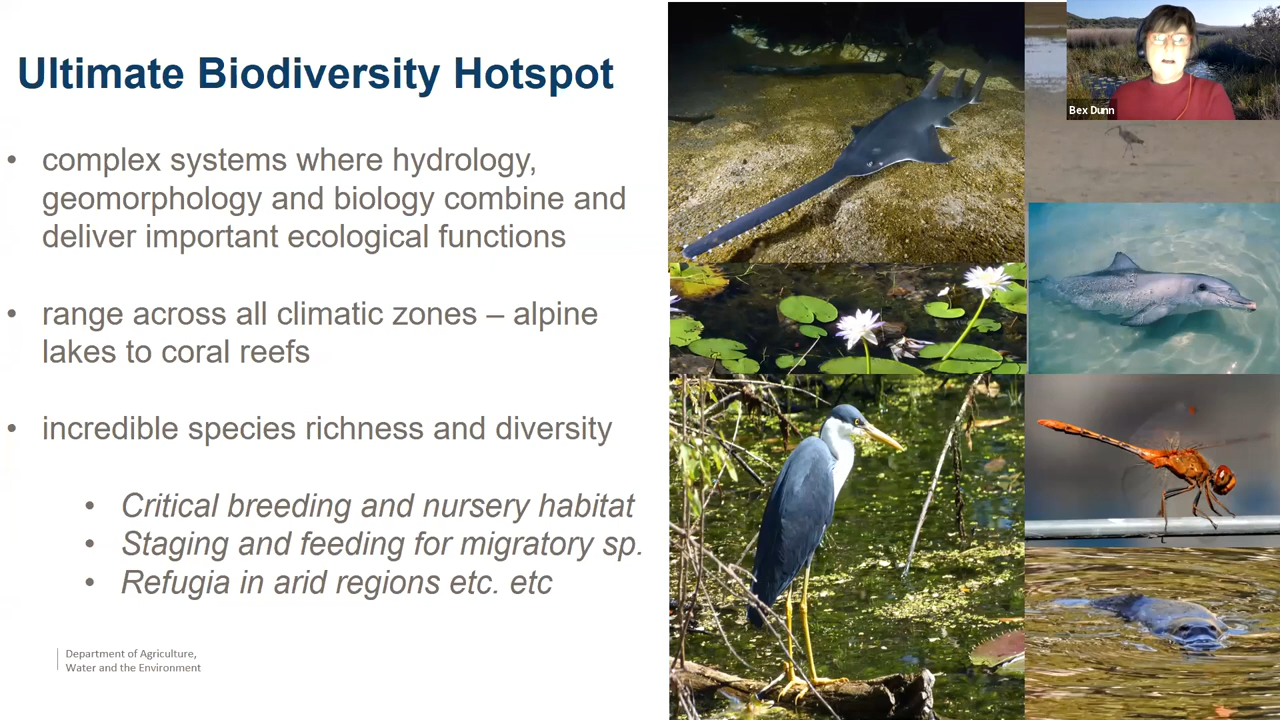 Ultimate Biodiversity Hotspot
• complex systems where hydrology,
geomorphology and biology combine and
deliver important ecological functions
• range across all climatic zones – alpine
lakes to coral reefs
• incredible species richness and diversity
• Critical breeding and nursery habitat
• Staging and feeding for migratory sp.
• Refugia in arid regions etc. etc
Department of Agriculture,
Water and the Environment
Bex Dunn